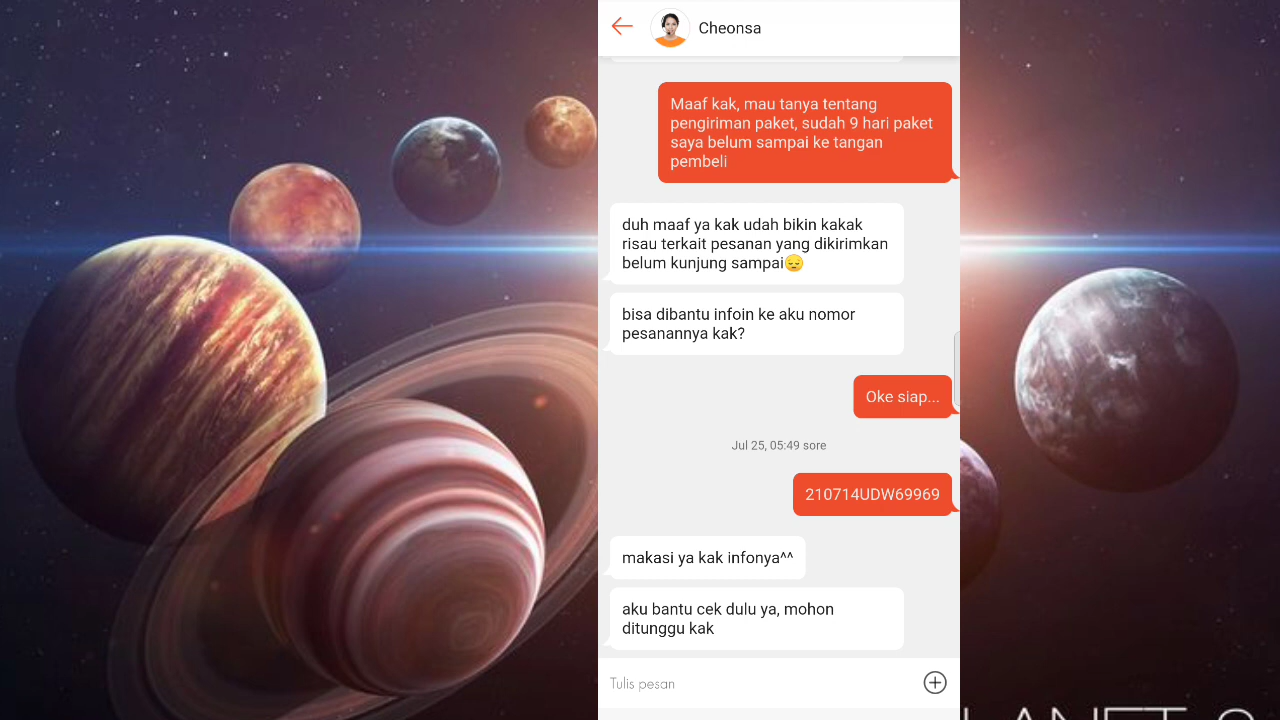 Cheonsa
Maaf kak, mau tanya tentang
pengiriman paket, sudah 9 hari paket
saya belum sampai ke tangan
pembeli
duh maaf ya kak udah bikin kakak
risau terkait pesanan yang dikirimkan
belum kunjung sampai😔
bisa dibantu infoin ke aku nomor
pesanannya kak?
Oke siap...
Jul 25, 05:49 sore
210714UDW69969
makasi ya kak infonya^^
aku bantu cek dulu ya, mohon
ditunggu kak
Tulis pesan